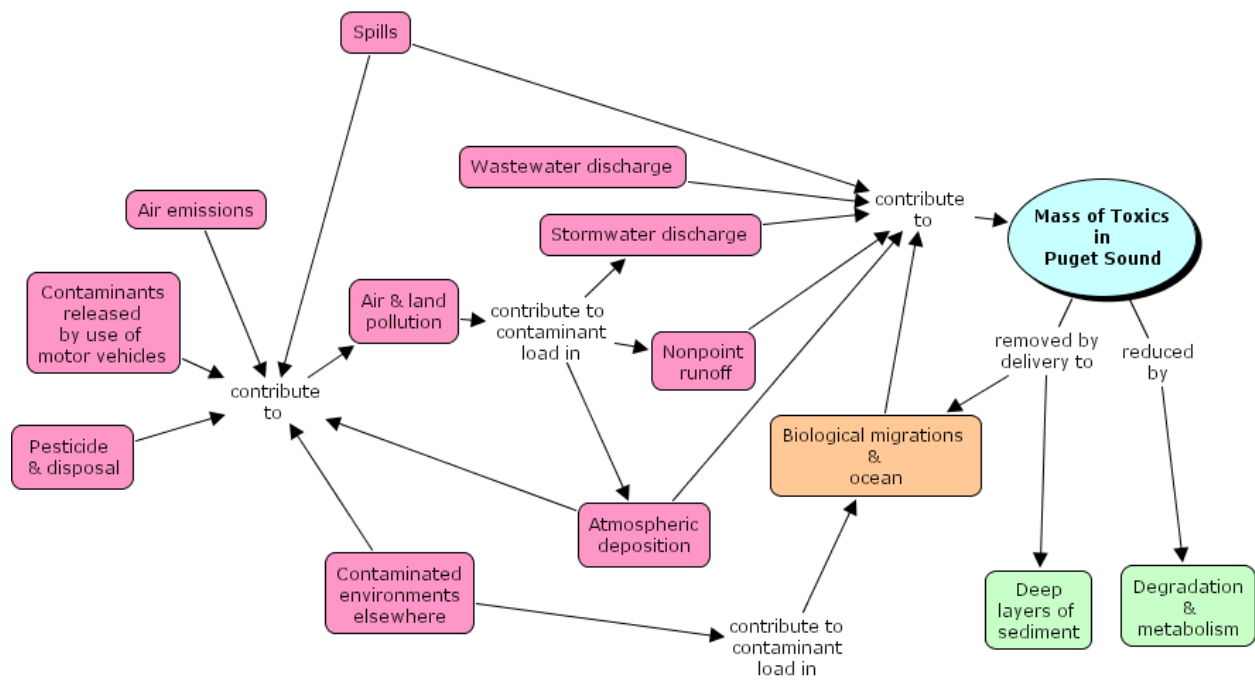 Spills
Wastewater discharge
contribute
to
Mass of Toxics
in
Puget Sound
Air emissions
Stormwater discharge
Contaminants
released
by use of
motor vehicles
Air & land
pollution
contribute to
contaminant
load in
Nonpoint
runoff
removed by
delivery to
reduced
by
contribute
to
Pesticide
& disposal
Biological migrations
&
ocean
Atmospheric
deposition
Contaminated
environments
elsewhere
contribute to
contaminant
load in
Deep
layers of
sediment
Degradation
&
metabolism